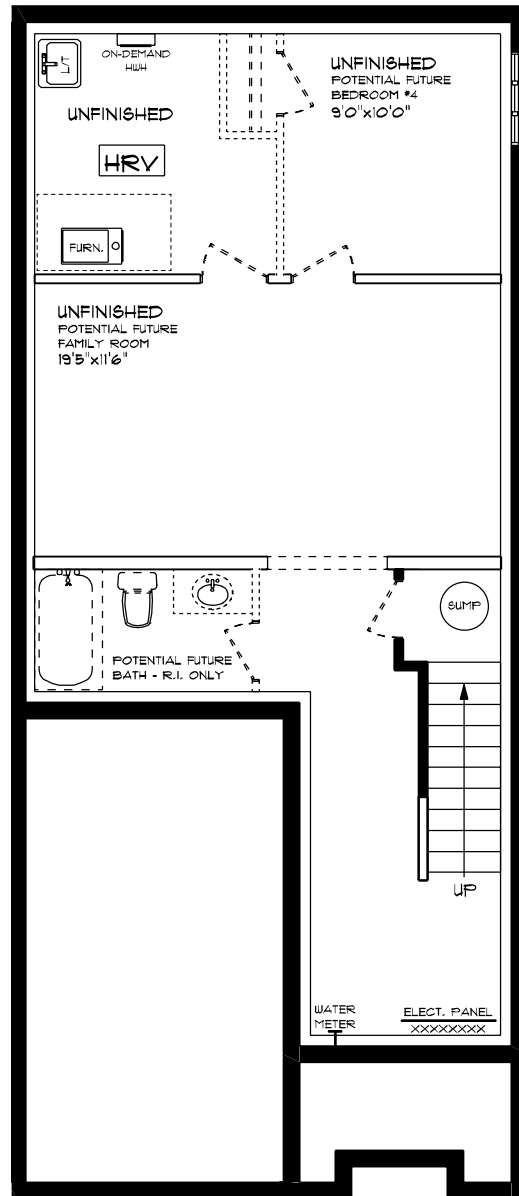 L/T
ON-DEMAND
HWH
UNFINISHED
UNFINISHED
POTENTIAL FUTURE
BEDROOM #4
9'0"x10'0"
HRV
FURN.
UNFINISHED
POTENTIAL FUTURE
FAMILY ROOM
19'5"x11'6"
SUMP
POTENTIAL FUTURE
BATH - R.I. ONLY
UP
WATER
METER
ELECT. PANEL
XXXXXXXX